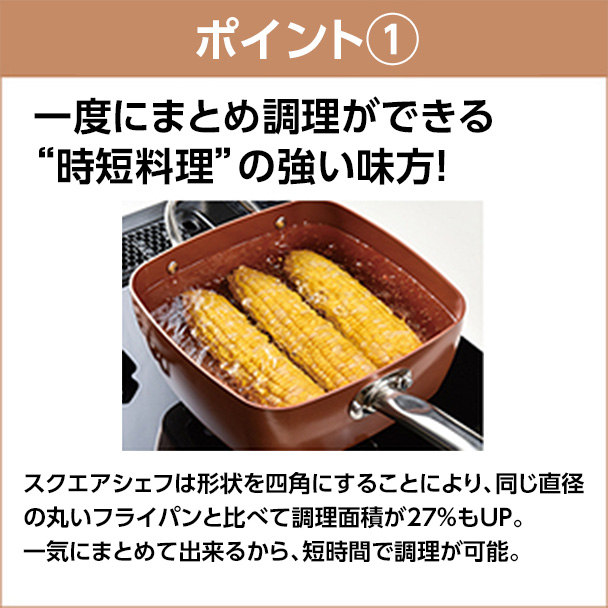 ポイント①
一度にまとめ調理ができる
“時短料理”の強い味方!
スクエアシェフは形状を四角にすることにより、同じ直径
の丸いフライパンと比べて調理面積が27%もUP。
一気にまとめて出来るから、短時間で調理が可能。